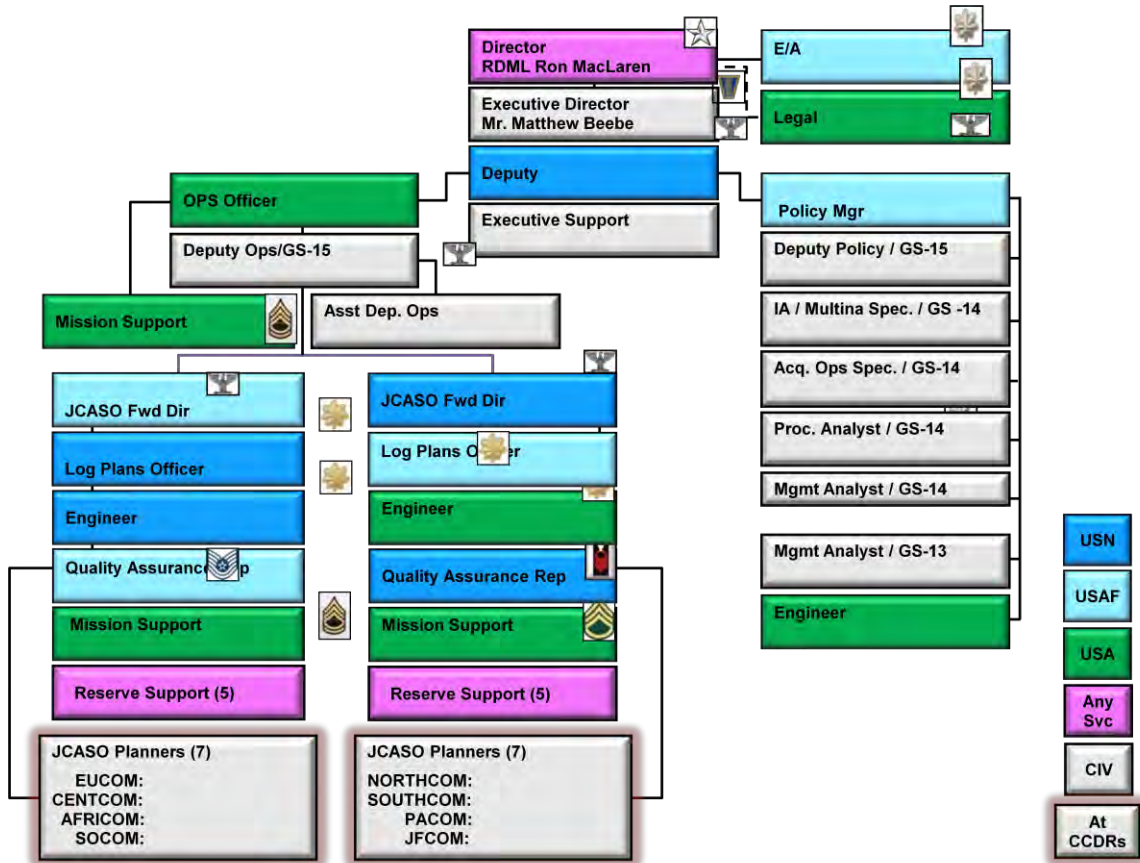 Director
RDML Ron MacLaren
E/A
Executive Director
Mr. Matthew Beebe
Legal
Deputy
OPS Officer
Executive Support
Policy Mgr
Deputy Ops/GS-15
Deputy Policy / GS-15
Mission Support
Asst Dep. Ops
IA / Multina Spec. / GS -14
Acq. Ops Spec. / GS-14
Proc. Analyst / GS-14
Mgmt Analyst / GS-14
Mgmt Analyst / GS-13
Engineer
JCASO Fwd Dir
Log Plans Officer
Engineer
Quality Assurance
Mission Support
Reserve Support (5)
JCASO Planners (7)
EUCOM:
CENTCOM:
AFRICOM:
SOCOM:
JCASO Fwd Dir
Log Plans
Engineer
Quality Assurance Rep
Mission Support
Reserve Support (5)
JCASO Planners (7)
NORTHCOM:
SOUTHCOM:
PACOM:
JFCOM:
USN
USAF
USA
Any
Svc
CIV
At
CCDRs